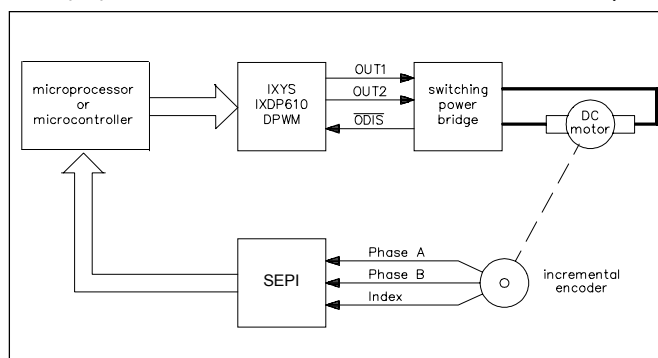 microprocessor
or
microcontroller
IXYS
IXDP610
DPWM
OUT1
OUT2
ODIS
switching
power
bridge
DC
motor
SEPI
Phase A
Phase B
Index
incremental
encoder